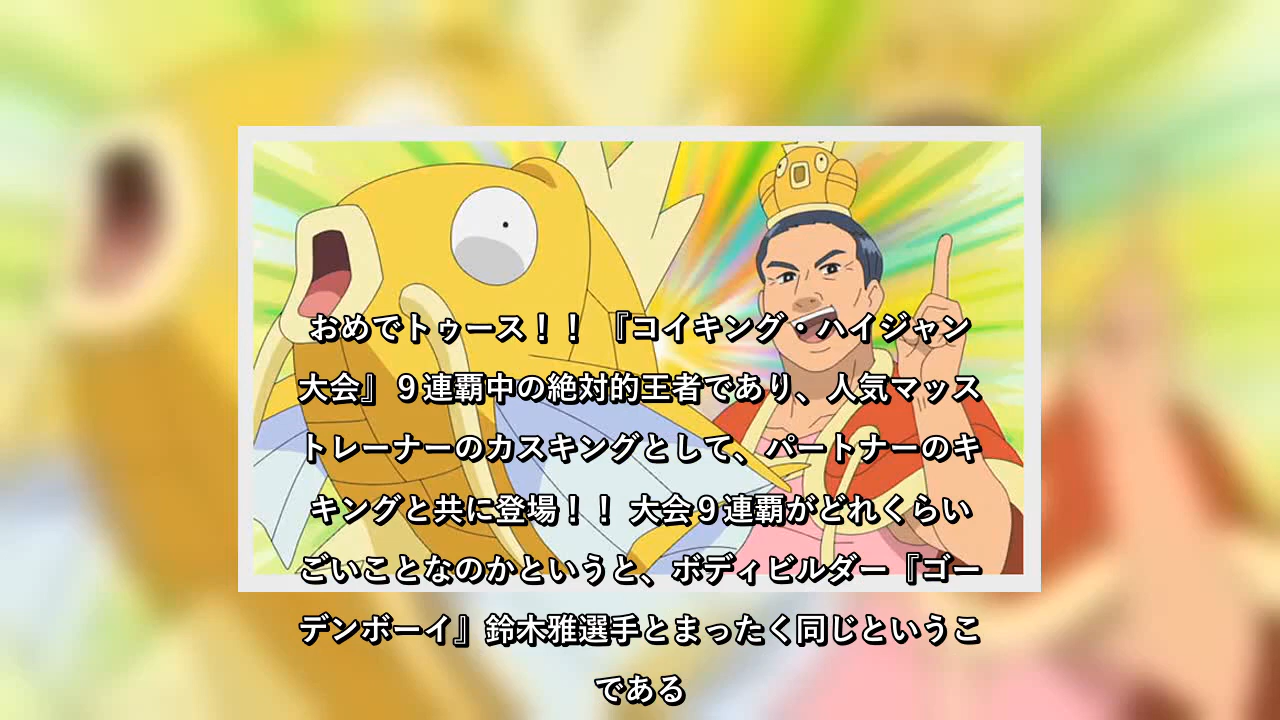 おめでトゥース！！ 『コイキング・ハイジャン
大会』９連覇中の絶対的王者であり、人気マッス
トレーナーのカスキングとして、パートナーのキ
キングと共に登場！！ 大会９連覇がどれくらい
ごいことなのかというと、ボディビルダー『ゴー
デンボーイ』鈴木雅選手とまったく同じというこ
である